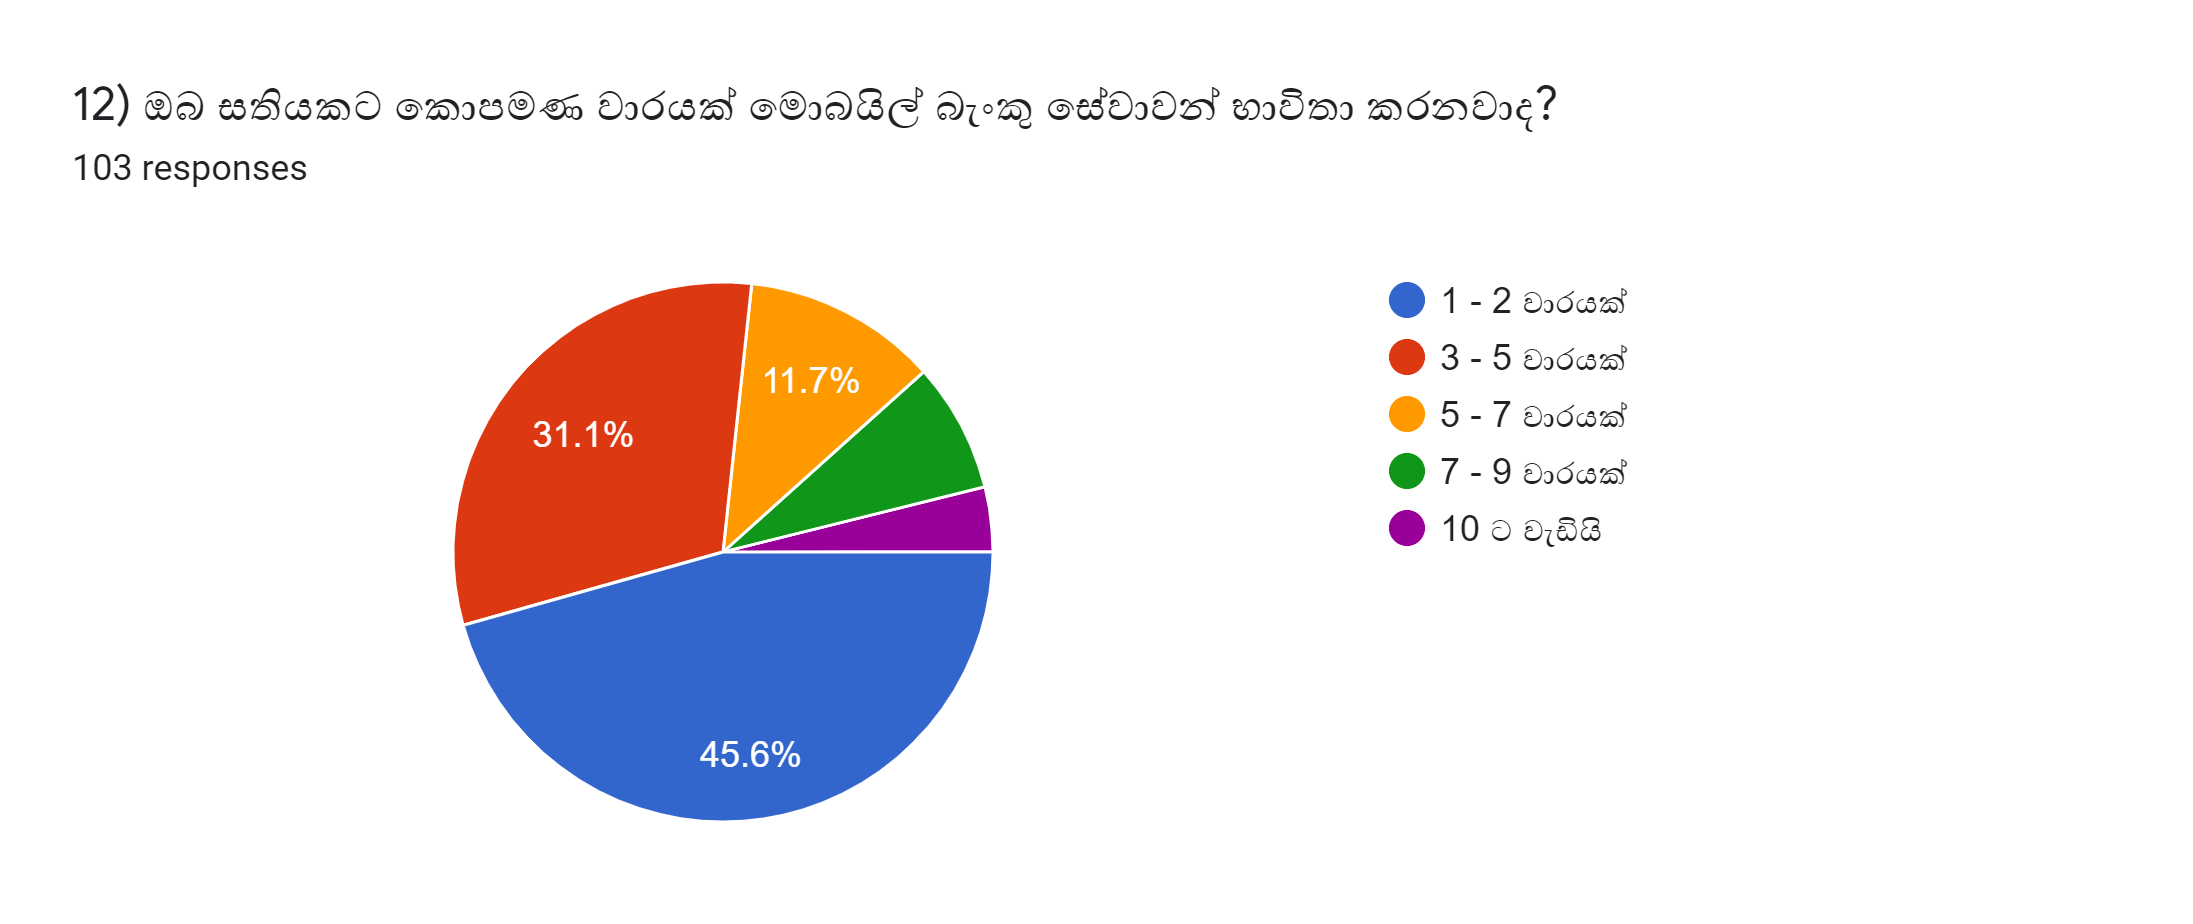 12) ඔබ සතියකට කොපමණ වාරයක් මොබයිල් බැංකු සේවාවන් භාවිතා කරනවාද?
103 responses
1 - 2 වාරයක්
3 - 5 වාරයක්
5 - 7 වාරයක්
7 - 9 වාරයක්
10 ට වැඩියි
11.7%
31.1%
45.6%